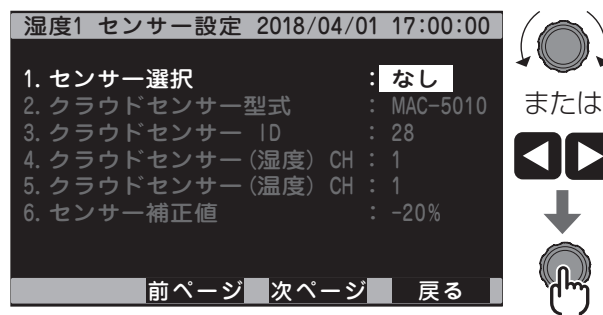 湿度1 センサー設定 2018/04/01 17:00:00
1. センサー選択 : なし
2. クラウドセンサー型式 : MAC-5010
3. クラウドセンサー ID : 28
4. クラウドセンサー(湿度) CH : 1
5. クラウドセンサー(温度) CH : 1
6. センサー補正値 : -20%
前ページ 次ページ 戻る
または